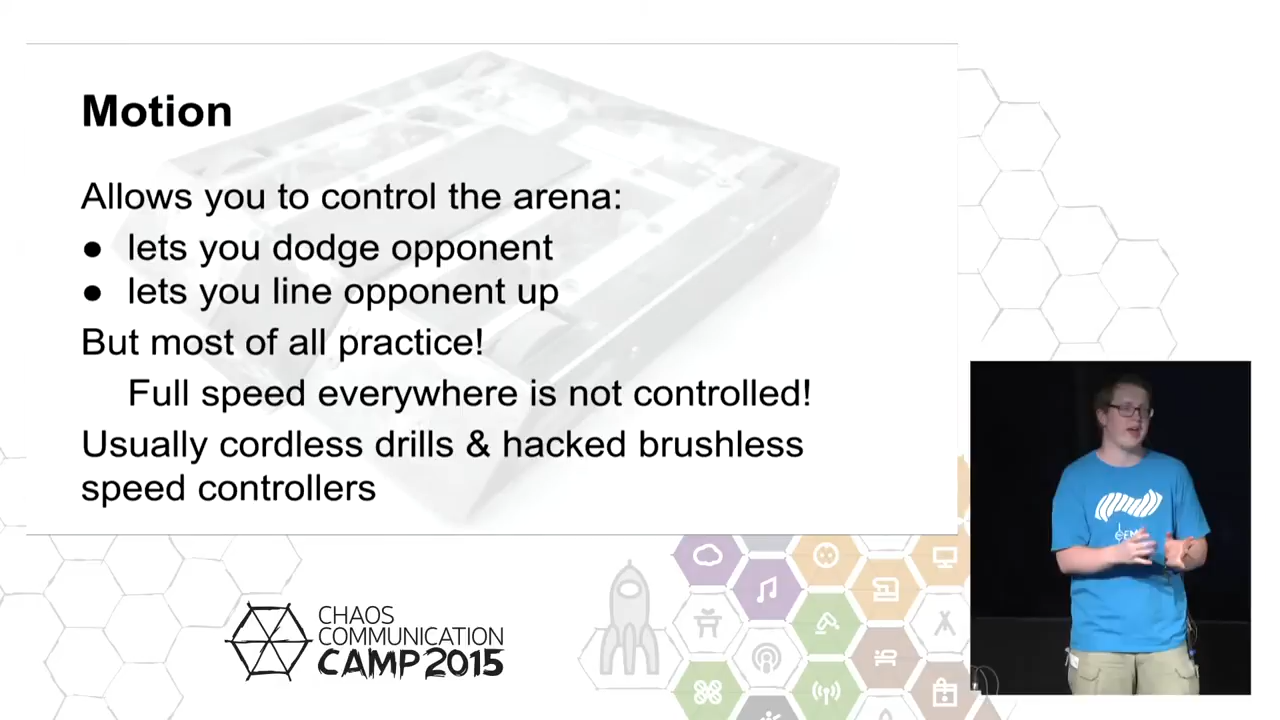 Motion
Allows you to control the arena:
● lets you dodge opponent
● lets you line opponent up
But most of all practice!
Full speed everywhere is not controlled!
Usually cordless drills & hacked brushless
speed controllers
CHAOS
COMMUNICATION
CAMP 2015